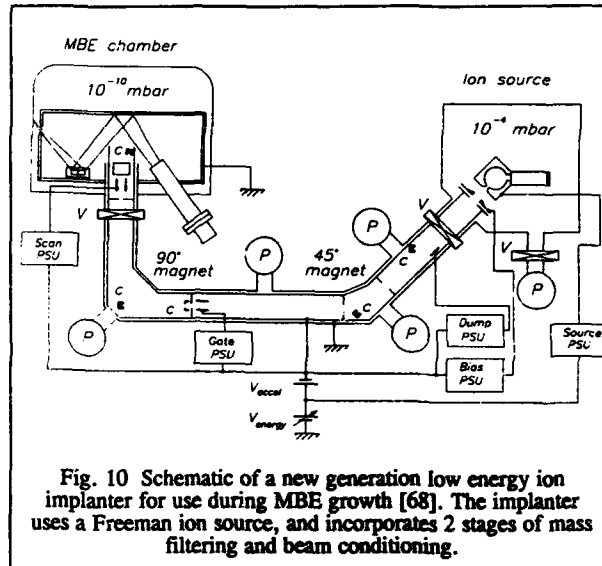 MBE chamber
10⁻¹⁰ mbar
Ion source
10⁻⁴ mbar
C
V
V
V
Scan
PSU
90°
magnet
45°
magnet
P
P
P
P
P
C
C
C
C
Gate
PSU
Dump
PSU
Bias
PSU
Source
PSU
Vaccel
Venergy
Fig. 10 Schematic of a new generation low energy ion
implanter for use during MBE growth [68]. The implanter
uses a Freeman ion source, and incorporates 2 stages of mass
filtering and beam conditioning.